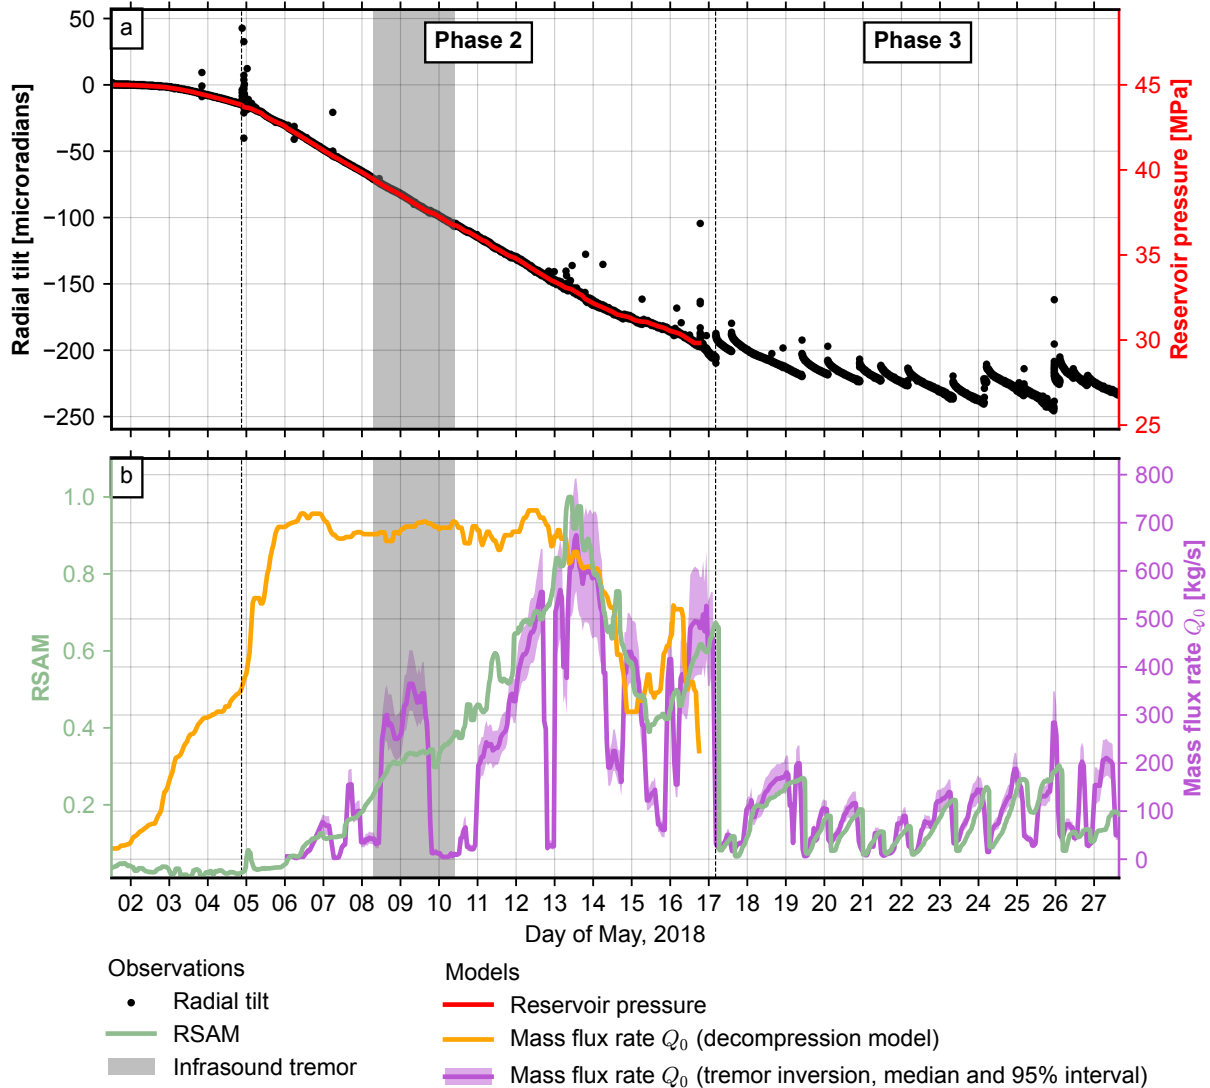 a
Phase 2
Phase 3
50
0
−50
−100
−150
−200
−250
Radial tilt [microradians]
45
40
35
30
25
Reservoir pressure [MPa]
b
1.0
0.8
0.6
0.4
0.2
RSAM
800
700
600
500
400
300
200
100
0
Mass flux rate Q₀ [kg/s]
02 03 04 05 06 07 08 09 10 11 12 13 14 15 16 17 18 19 20 21 22 23 24 25 26 27
Day of May, 2018
Observations
Radial tilt
RSAM
Infrasound tremor
Models
Reservoir pressure
Mass flux rate Q₀ (decompression model)
Mass flux rate Q₀ (tremor inversion, median and 95% interval)